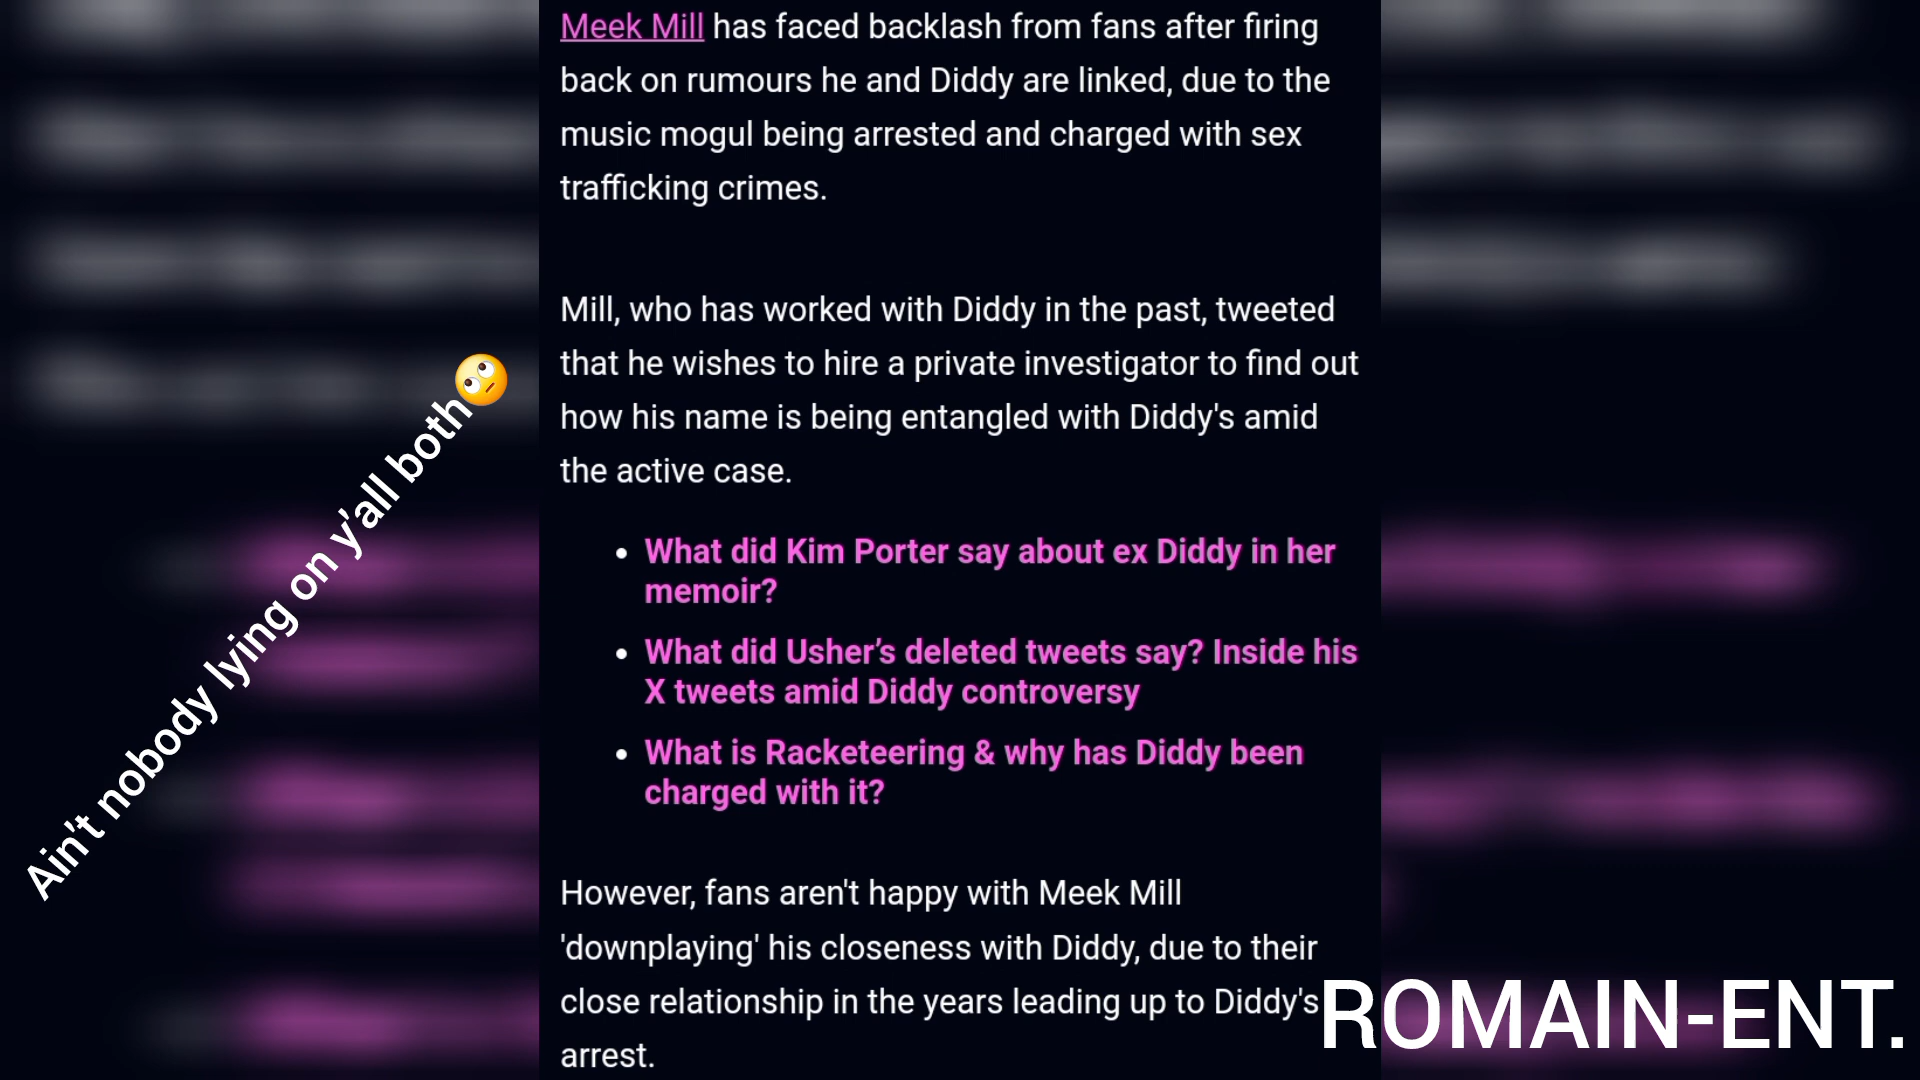 Meek Mill has faced backlash from fans after firing
back on rumours he and Diddy are linked, due to the
music mogul being arrested and charged with sex
trafficking crimes.
Mill, who has worked with Diddy in the past, tweeted
that he wishes to hire a private investigator to find out
how his name is being entangled with Diddy's amid
the active case.
• What did Kim Porter say about ex Diddy in her
memoir?
• What did Usher’s deleted tweets say? Inside his
X tweets amid Diddy controversy
• What is Racketeering & why has Diddy been
charged with it?
However, fans aren't happy with Meek Mill
'downplaying' his closeness with Diddy, due to their
close relationship in the years leading up to Diddy's
arrest.
Ain't nobody lying on y'all both🙄
ROMAIN-ENT.